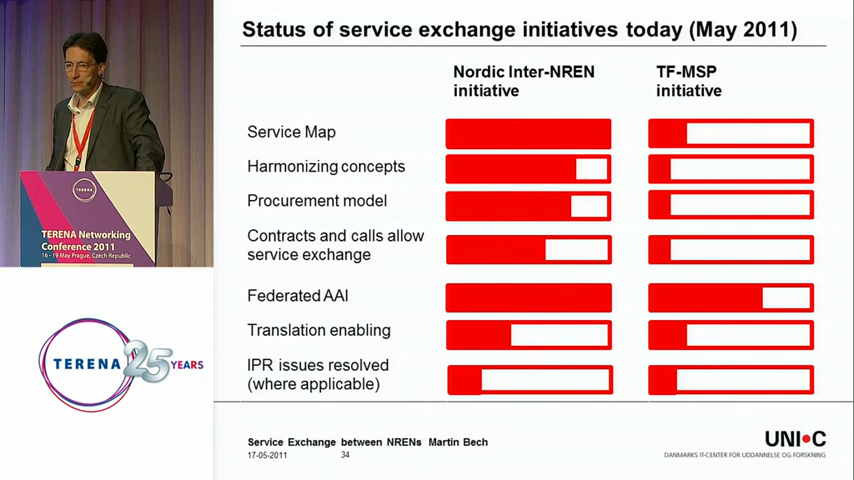 Status of service exchange initiatives today (May 2011)
Nordic Inter-NREN
initiative
TF-MSP
initiative
Service Map
Harmonizing concepts
Procurement model
Contracts and calls allow
service exchange
Federated AAI
Translation enabling
IPR issues resolved
(where applicable)
Service Exchange between NRENs Martin Bech
17-05-2011
34
UNI•C
DANMARKS IT-CENTER FOR UDDANNELSE OG FORSKNING
TERENA
TERENA Networking
Conference 2011
16 - 19 May Prague, Czech Republic
TERENA 25 YEARS